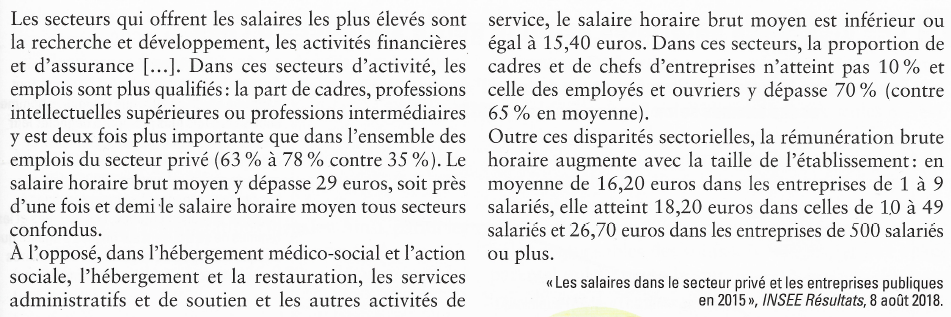 Les secteurs qui offrent les salaires les plus élevés sont
la recherche et développement, les activités financières
et d'assurance [...]. Dans ces secteurs d'activité, les
emplois sont plus qualifiés : la part de cadres, professions
intellectuelles supérieures ou professions intermédiaires
y est deux fois plus importante que dans l'ensemble des
emplois du secteur privé (63 % à 78 % contre 35 %). Le
salaire horaire brut moyen y dépasse 29 euros, soit près
d'une fois et demi le salaire horaire moyen tous secteurs
confondus.
À l'opposé, dans l'hébergement médico-social et l'action
sociale, l'hébergement et la restauration, les services
administratifs et de soutien et les autres activités de
service, le salaire horaire brut moyen est inférieur ou
égal à 15,40 euros. Dans ces secteurs, la proportion de
cadres et de chefs d'entreprises n'atteint pas 10 % et
celle des employés et ouvriers y dépasse 70 % (contre
65 % en moyenne).
Outre ces disparités sectorielles, la rémunération brute
horaire augmente avec la taille de l'établissement : en
moyenne de 16,20 euros dans les entreprises de 1 à 9
salariés, elle atteint 18,20 euros dans celles de 10 à 49
salariés et 26,70 euros dans les entreprises de 500 salariés
ou plus.
« Les salaires dans le secteur privé et les entreprises publiques
en 2015 », INSEE Résultats, 8 août 2018.